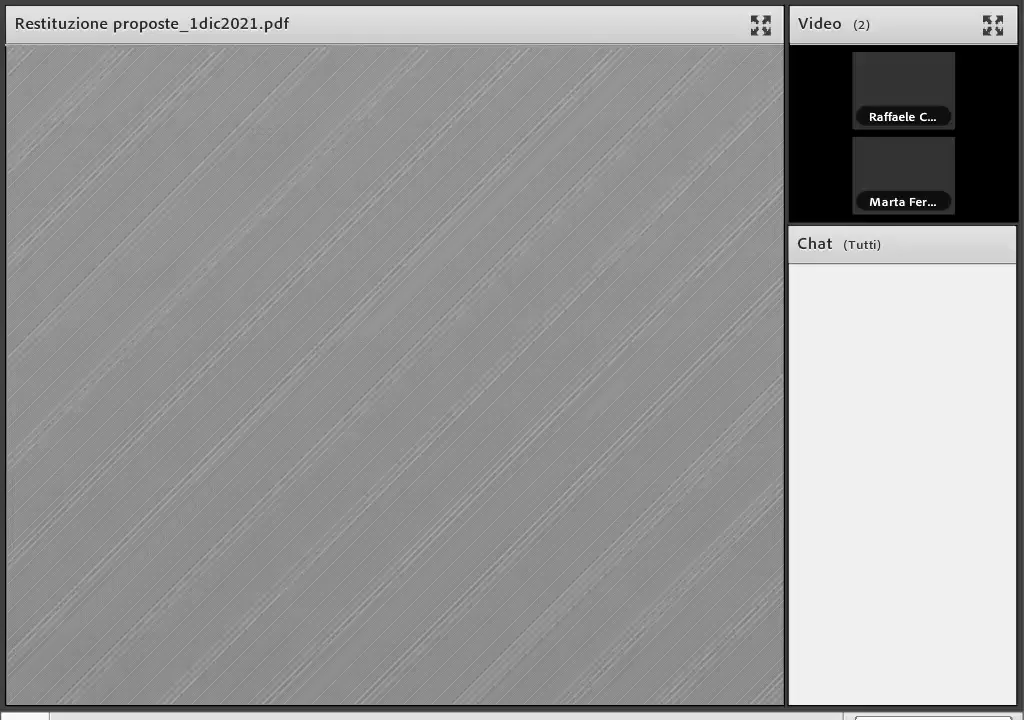 Restituzione proposte_1dic2021.pdf
Video (2)
Raffaele C...
Marta Fer...
Chat (Tutti)